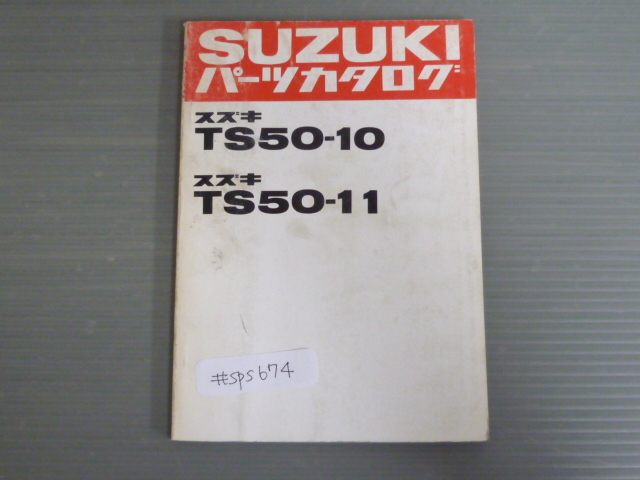 SUZUKI
パーツカタログ
スズキ
TS50-10
スズキ
TS50-11
#sps674